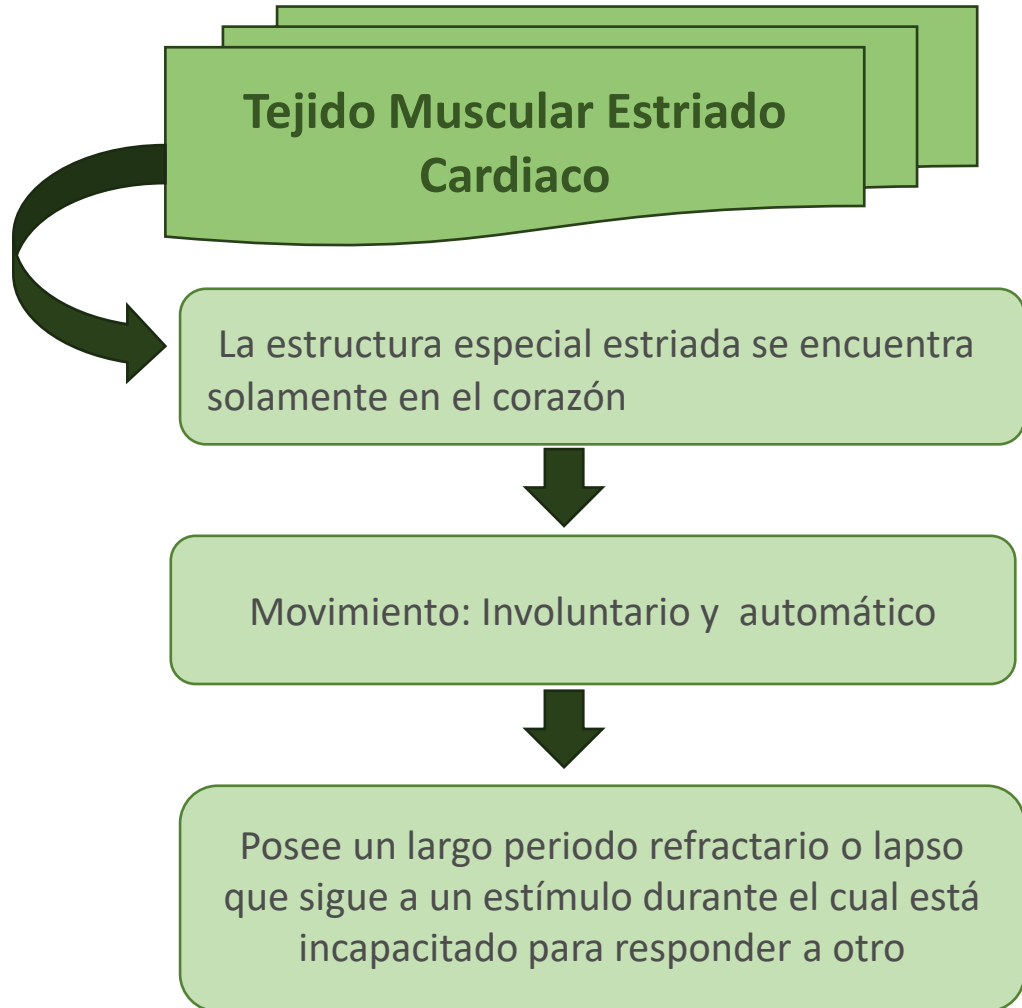 Tejido Muscular Estriado
Cardiaco
La estructura especial estriada se encuentra
solamente en el corazón
Movimiento: Involuntario y automático
Posee un largo periodo refractario o lapso
que sigue a un estímulo durante el cual está
incapacitado para responder a otro